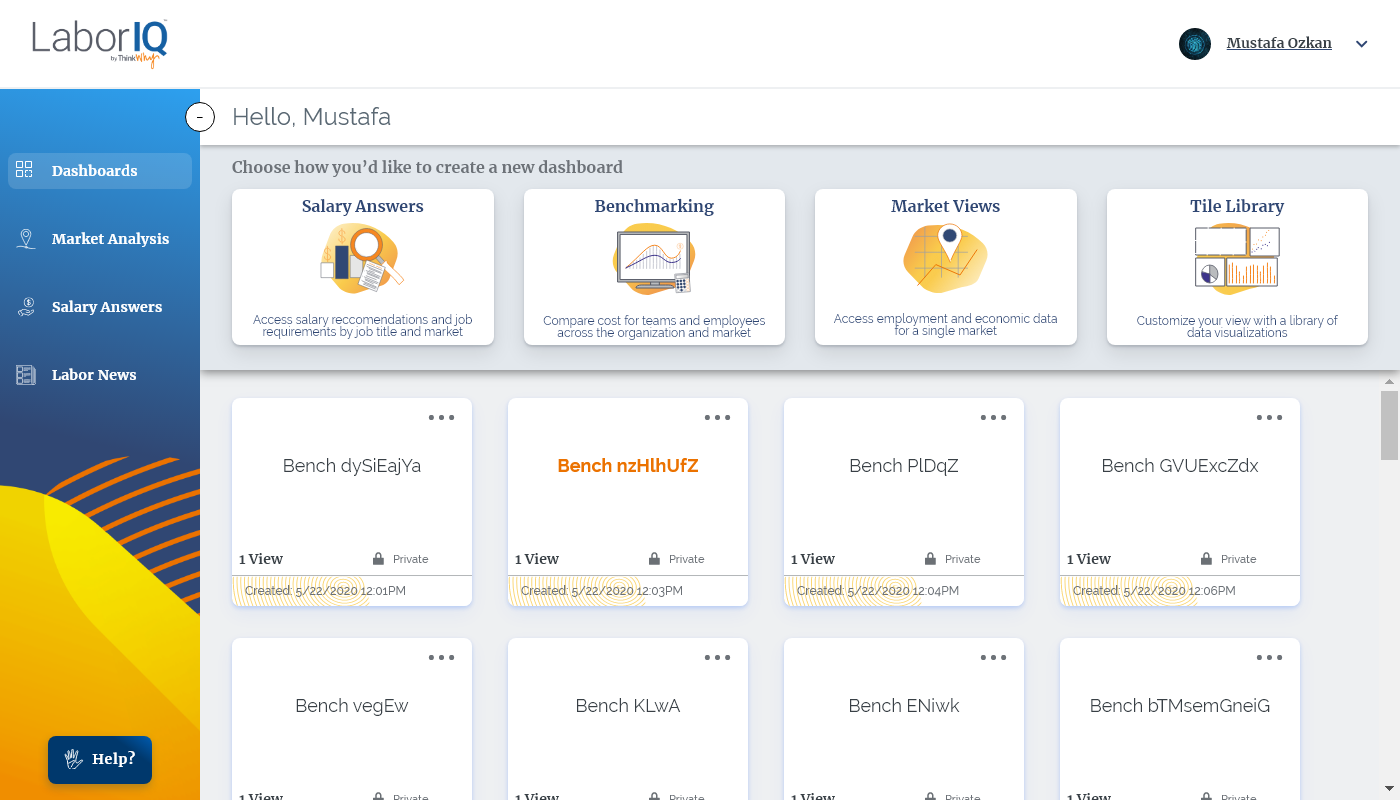 LaborIQ
by ThinkWhy
Mustafa Ozkan
-
Hello, Mustafa
Dashboards
Market Analysis
Salary Answers
Labor News
Help?
Choose how you’d like to create a new dashboard
Salary Answers
Access salary reccomendations and job
requirements by job title and market
Benchmarking
Compare cost for teams and employees
across the organization and market
Market Views
Access employment and economic data
for a single market
Tile Library
Customize your view with a library of
data visualizations
Bench dySiEajYa
1 View Private
Created: 5/22/2020 12:01PM
Bench nzHlhUfZ
1 View Private
Created: 5/22/2020 12:03PM
Bench PlDqZ
1 View Private
Created: 5/22/2020 12:04PM
Bench GVUExcZdx
1 View Private
Created: 5/22/2020 12:06PM
Bench vegEw
1 View Private
Bench KLwA
1 View Private
Bench ENiwk
1 View Private
Bench bTMsemGneiG
1 View Private